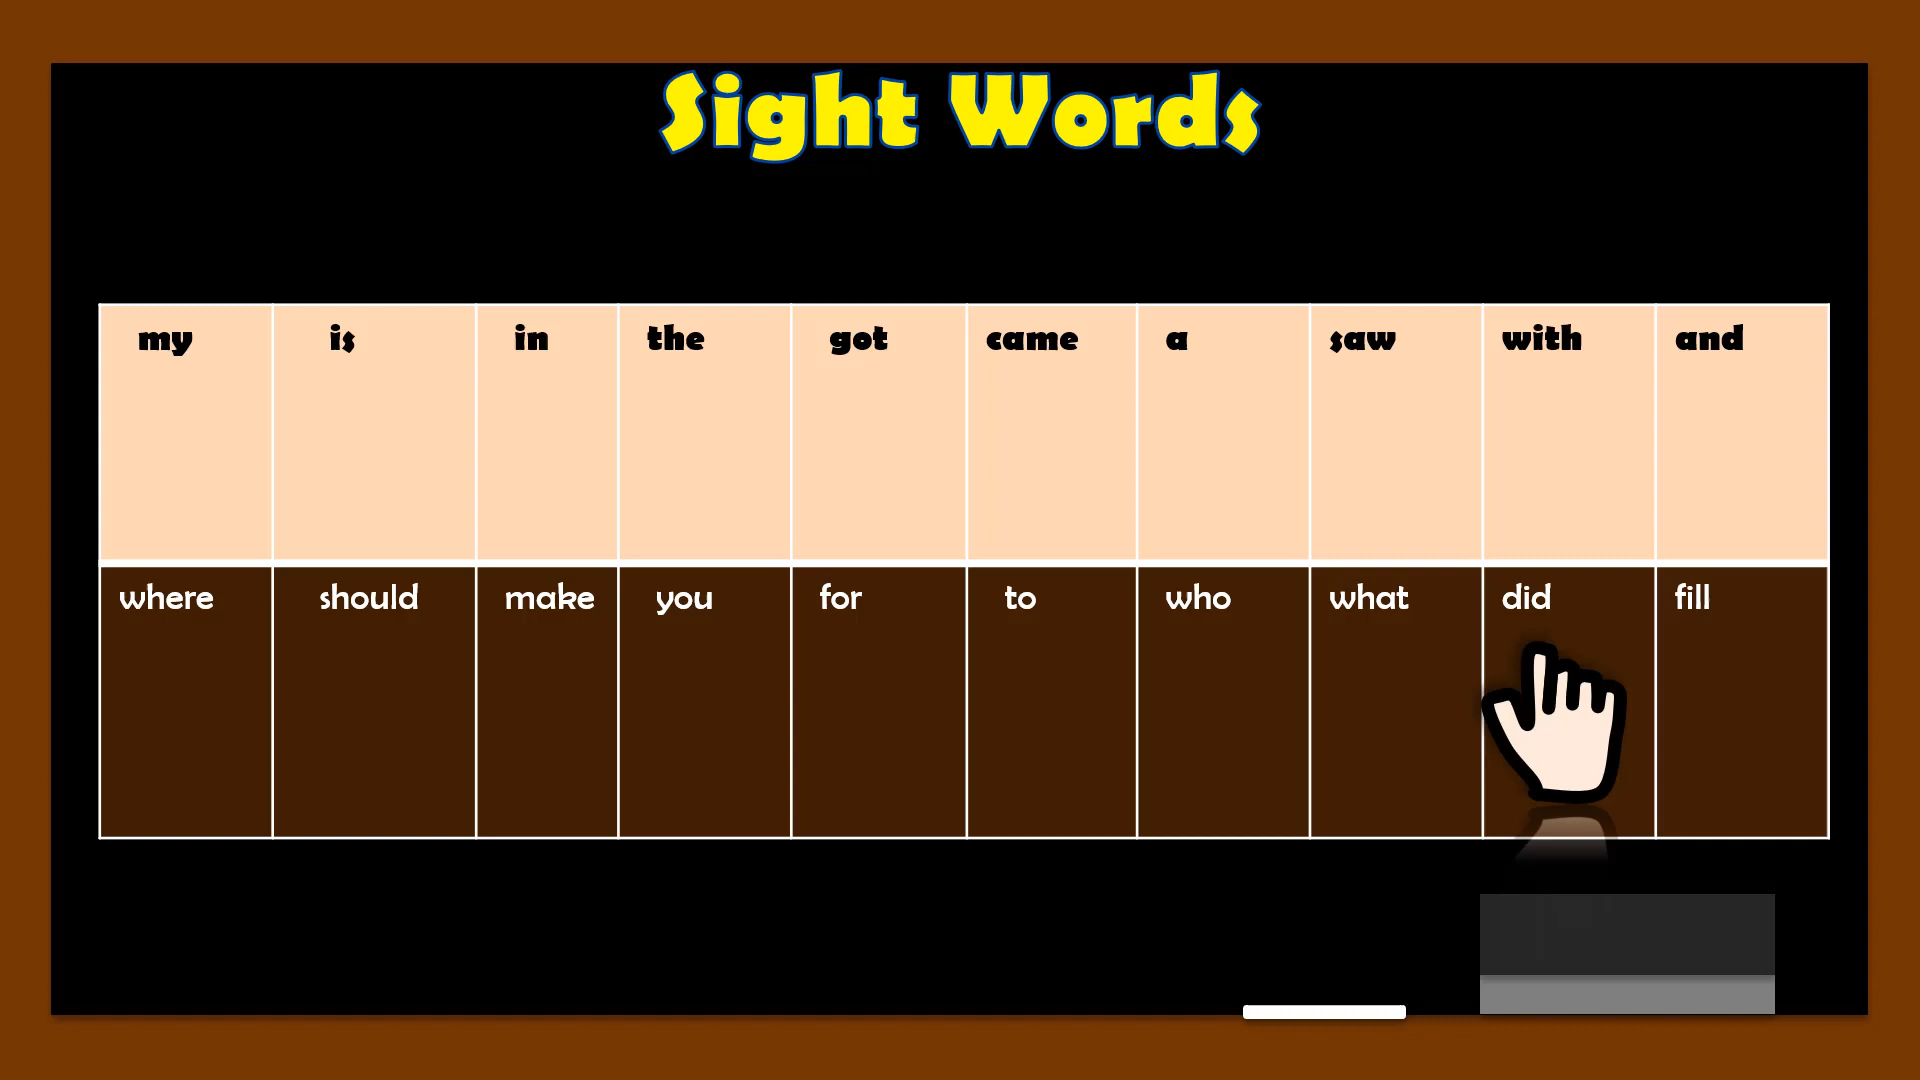 Sight Words
my is in the got came a saw with and
where should make you for to who what did fill